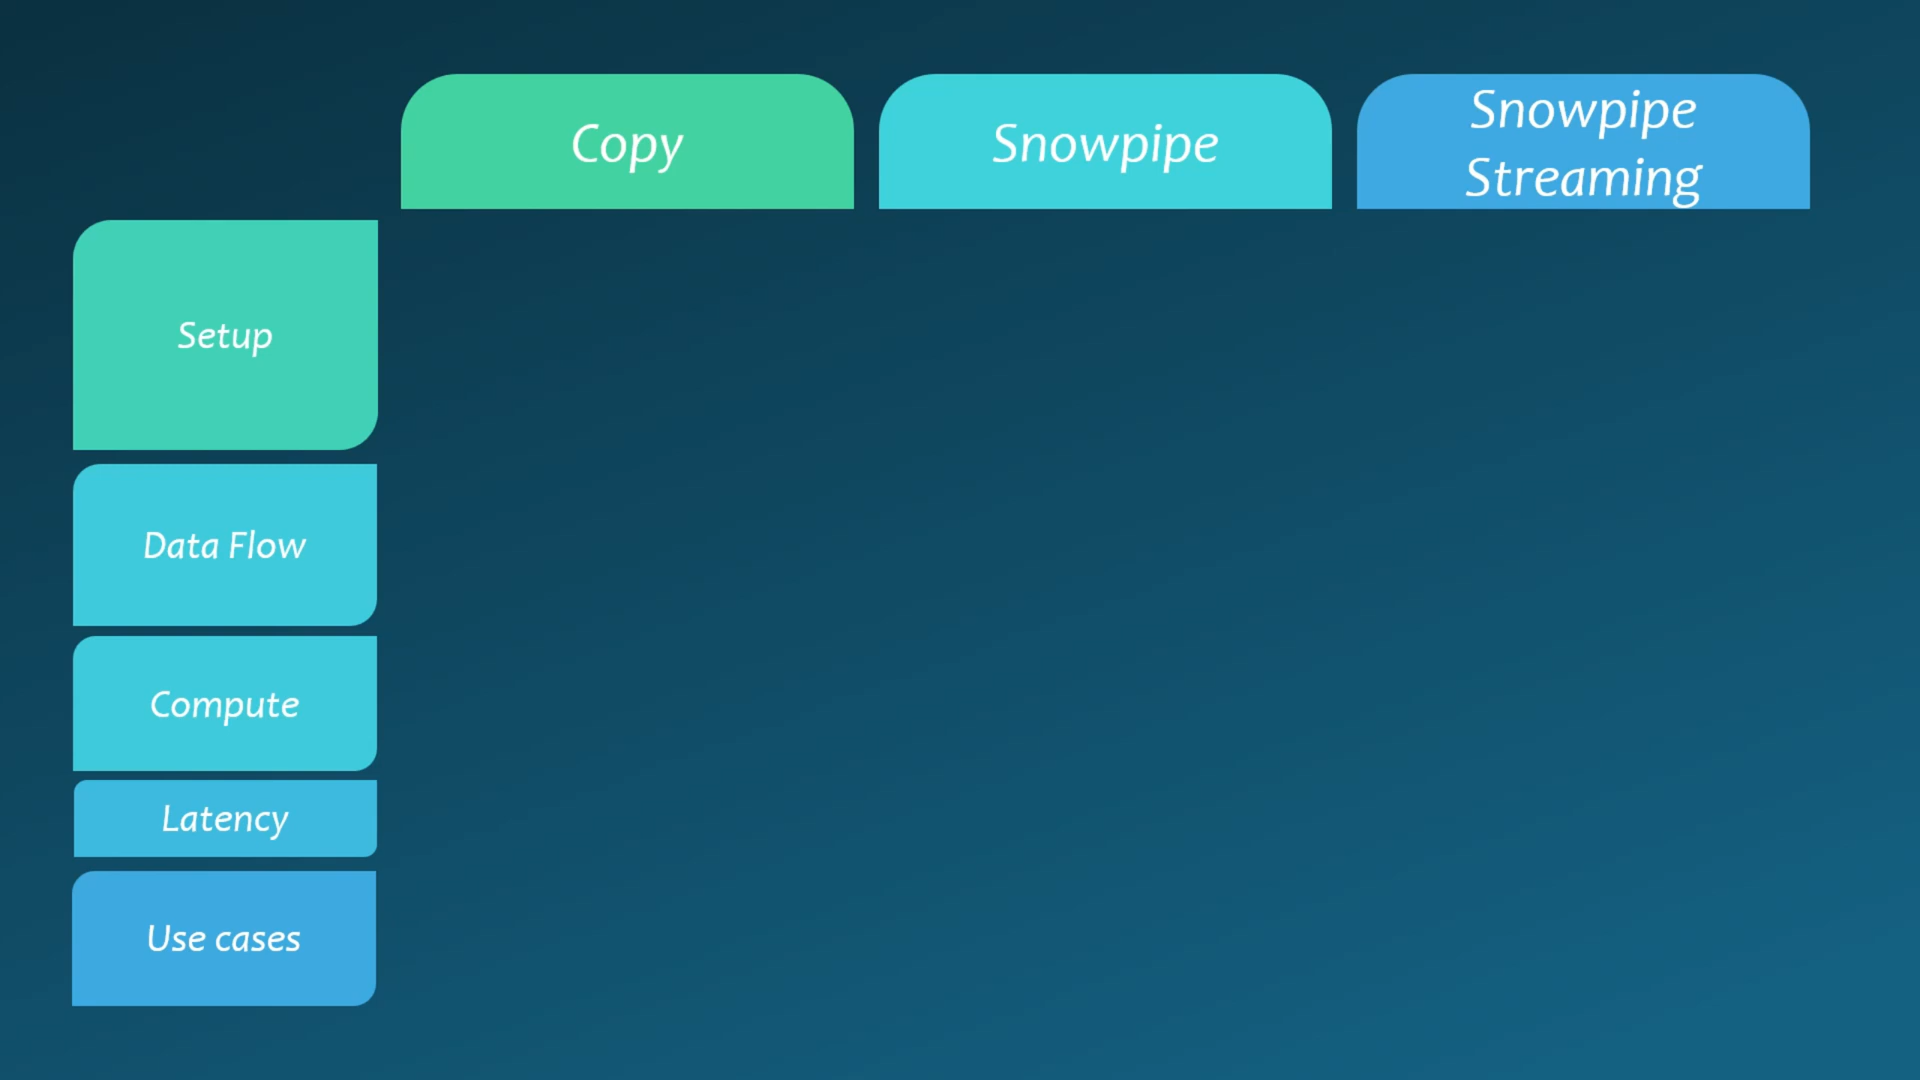 Copy
Snowpipe
Snowpipe
Streaming
Setup
Data Flow
Compute
Latency
Use cases